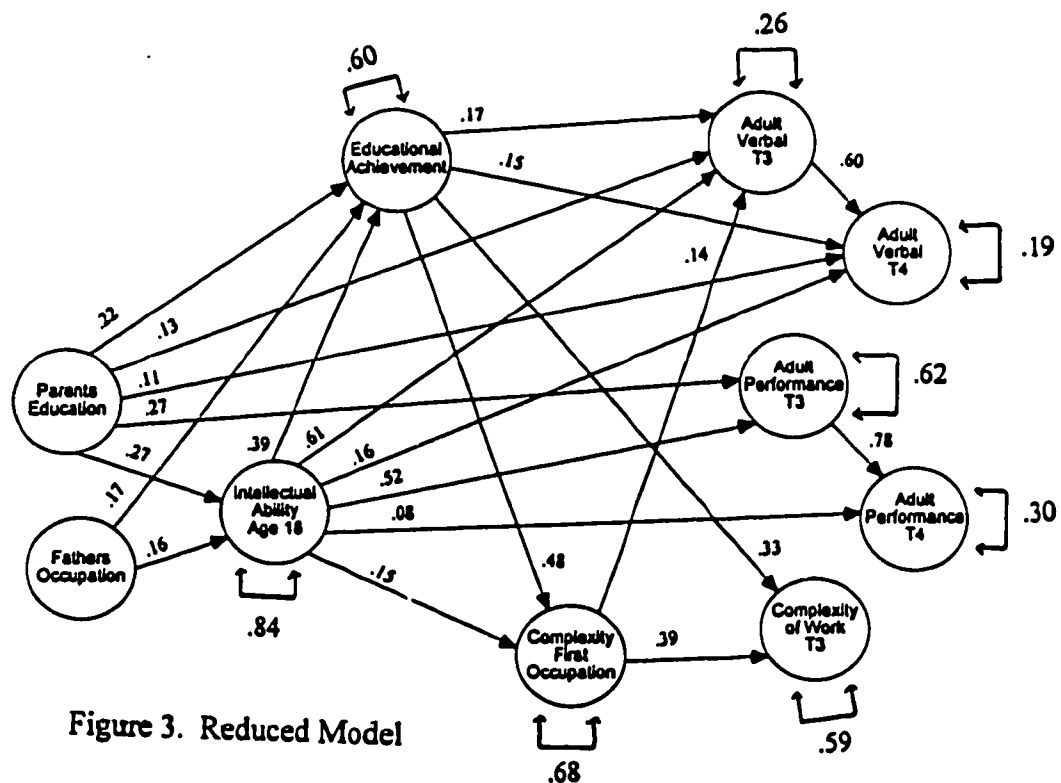 .26
.60
.17
Adult
Verbal
T3
Educational
Achievement
.15
.60
Adult
Verbal
T4
.19
.14
.22
.13
Parents
Education
.11
.27
Adult
Performance
T3
.62
.27
.39
.61
.16
.52
.78
.17
Intellectual
Ability
Age 16
.08
Adult
Performance
T4
.30
Fathers
Occupation
.16
.15
.48
.33
.84
Complexity
First
Occupation
.39
Complexity
of Work
T3
Figure 3. Reduced Model
.68
.59